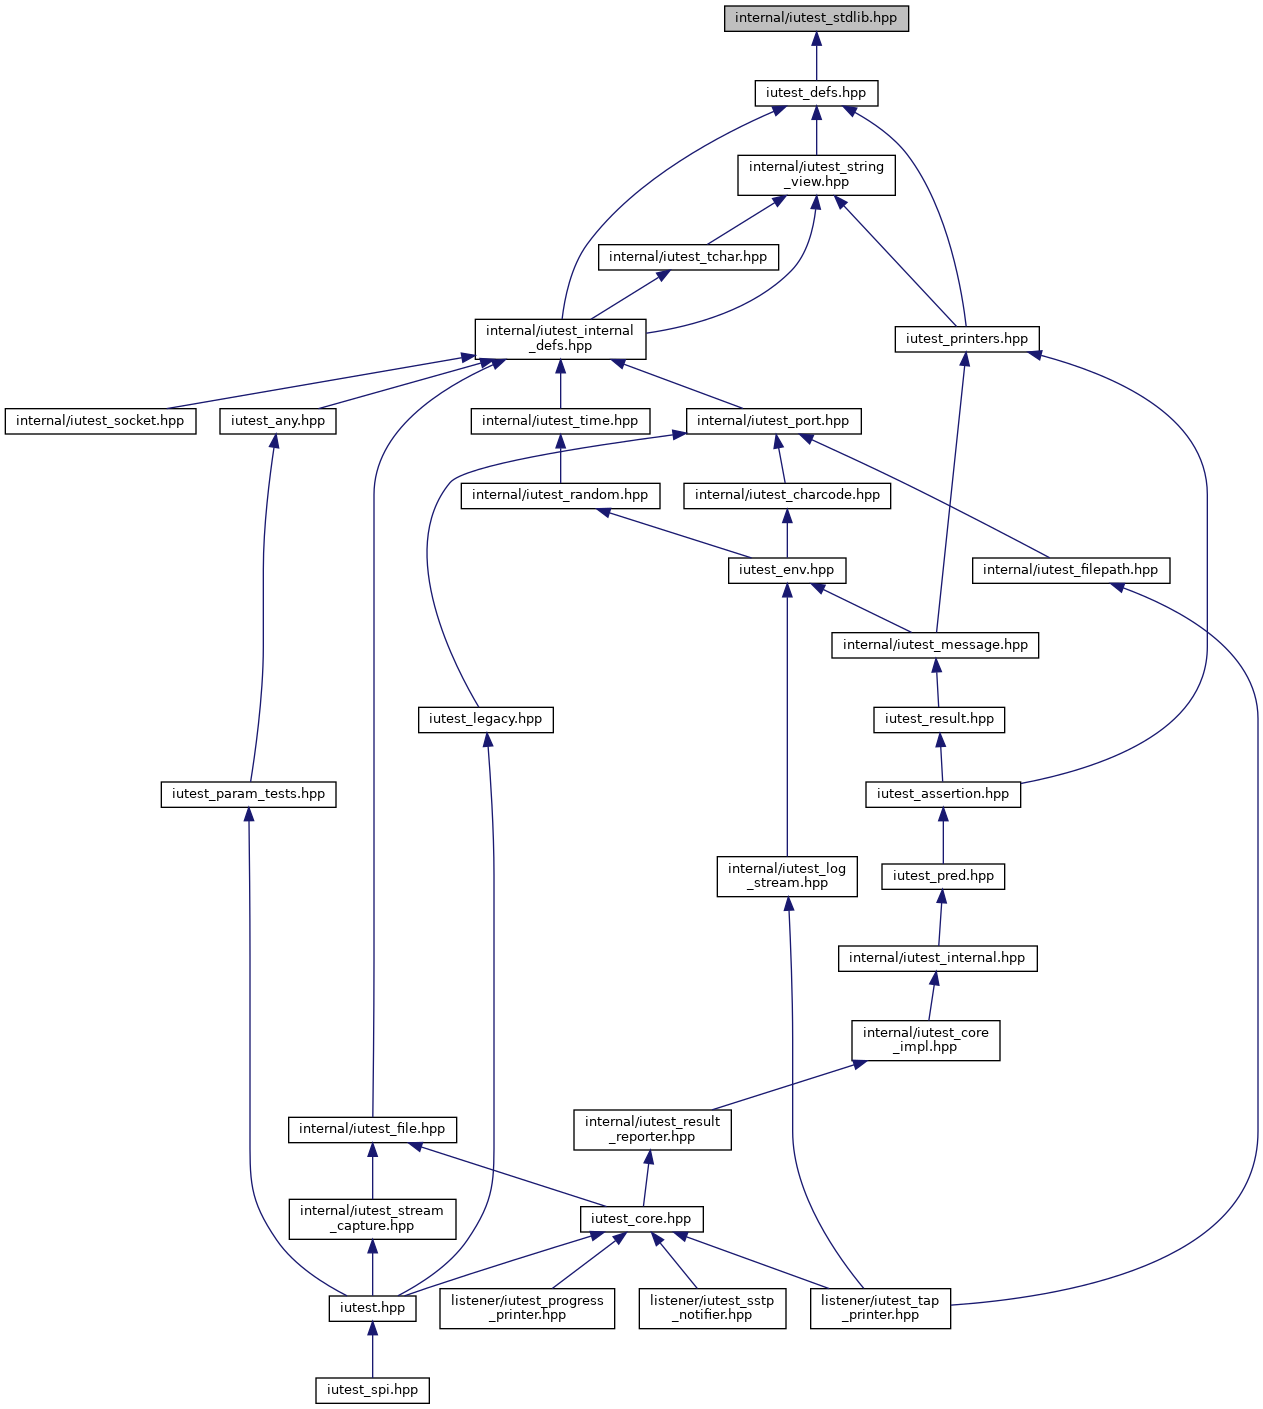 internal/iutest_stdlib.hpp
iutest_defs.hpp
internal/iutest_string
_view.hpp
internal/iutest_tchar.hpp
internal/iutest_internal
_defs.hpp
iutest_printers.hpp
internal/iutest_socket.hpp
iutest_any.hpp
internal/iutest_time.hpp
internal/iutest_port.hpp
internal/iutest_random.hpp
internal/iutest_charcode.hpp
iutest_env.hpp
internal/iutest_filepath.hpp
internal/iutest_message.hpp
iutest_legacy.hpp
iutest_result.hpp
iutest_param_tests.hpp
iutest_assertion.hpp
internal/iutest_log
_stream.hpp
iutest_pred.hpp
internal/iutest_internal.hpp
internal/iutest_core
_impl.hpp
internal/iutest_file.hpp
internal/iutest_result
_reporter.hpp
internal/iutest_stream
_capture.hpp
iutest_core.hpp
iutest.hpp
listener/iutest_progress
_printer.hpp
listener/iutest_sstp
_notifier.hpp
listener/iutest_tap
_printer.hpp
iutest_spi.hpp